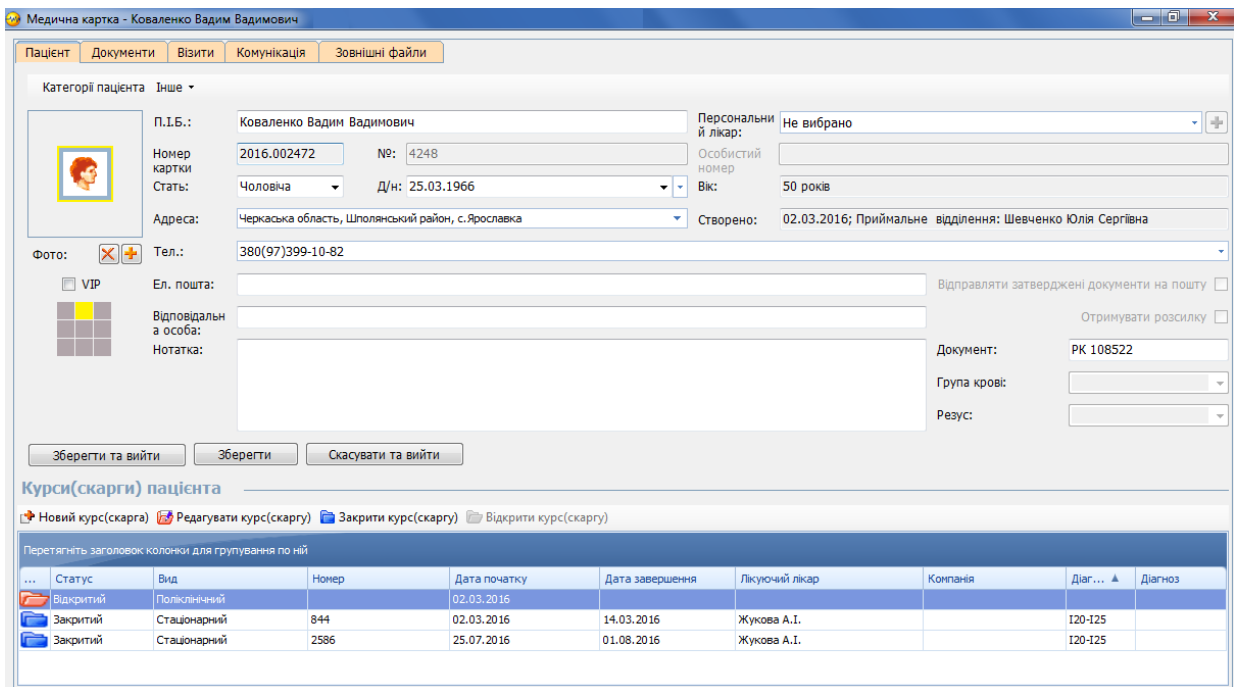 Медична картка - Коваленко Вадим Вадимович
Пацієнт Документи Візити Комунікація Зовнішні файли
Категорії пацієнта Інше
П.І.Б.: Коваленко Вадим Вадимович Персональни
й лікар: Не вибрано
Номер
картки 2016.002472 №: 4248 Особистий
номер
Стать: Чоловіча Д/н: 25.03.1966 Вік: 50 років
Адреса: Черкаська область, Шполянський район, с.Ярославка Створено: 02.03.2016; Приймальне відділення: Шевченко Юлія Сергіївна
Фото: Тел.: 380(97)399-10-82
VIP Ел. пошта: Відправляти затверджені документи на пошту
Відповідальн
а особа: Отримувати розсилку
Нотатка: Документ: РК 108522
Група крові:
Резус:
Зберегти та вийти Зберегти Скасувати та вийти
Курси(скарги) пацієнта
Новий курс(скарга) Редагувати курс(скаргу) Закрити курс(скаргу) Відкрити курс(скаргу)
Перетягніть заголовок колонки для групування по ній
... Статус Вид Номер Дата початку Дата завершення Лікуючий лікар Компанія Діаг... Діагноз
Відкритий Поліклінічний 02.03.2016
Закритий Стаціонарний 844 02.03.2016 14.03.2016 Жукова А.І. I20-I25
Закритий Стаціонарний 2586 25.07.2016 01.08.2016 Жукова А.І. I20-I25